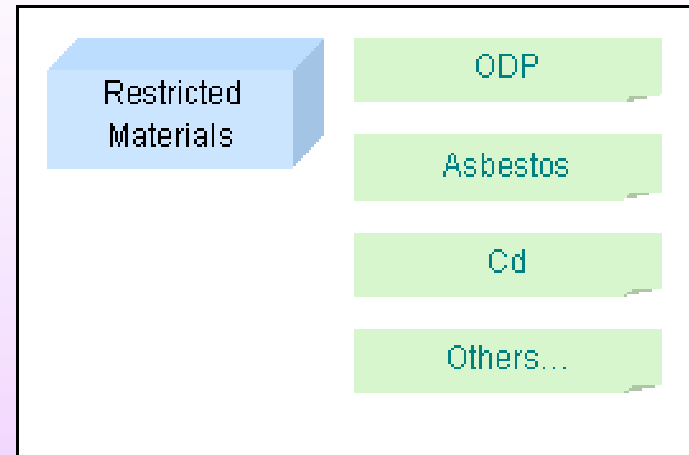 Restricted
Materials
ODP
Asbestos
Cd
Others...